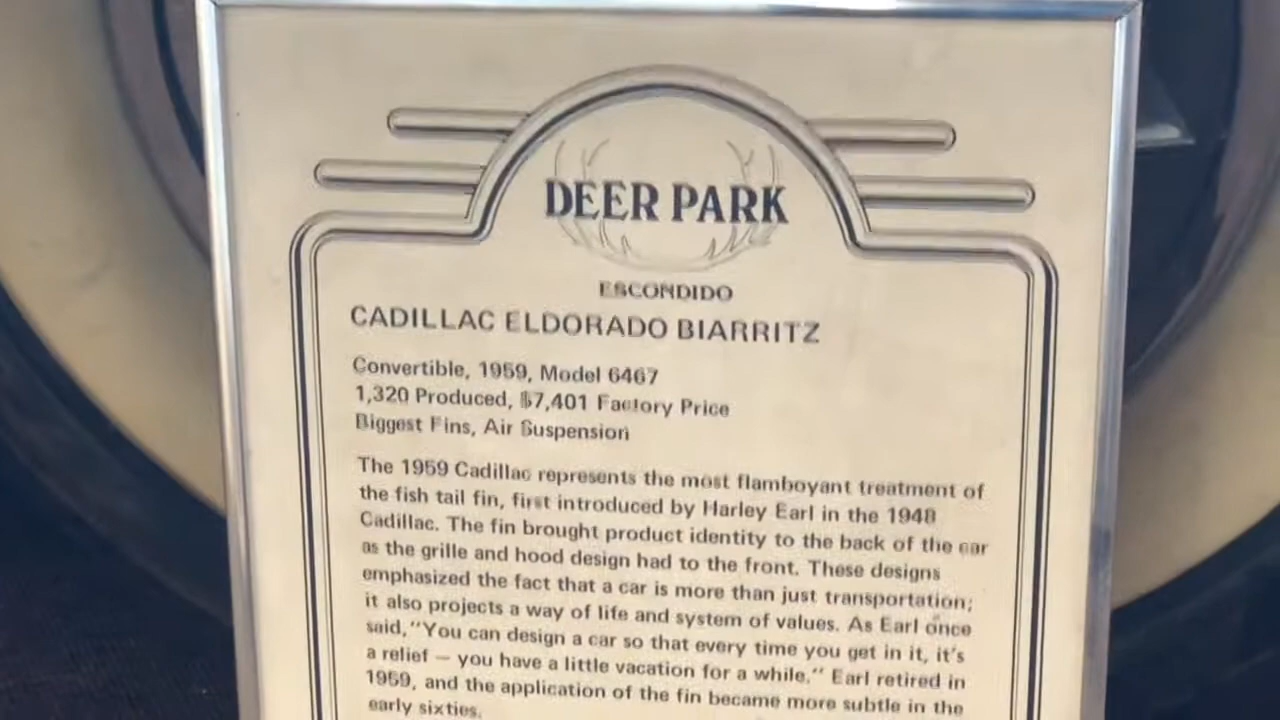 DEER PARK
ESCONDIDO
CADILLAC ELDORADO BIARRITZ
Convertible, 1959, Model 6467
1,320 Produced, $7,401 Factory Price
Biggest Fins, Air Suspension
The 1959 Cadillac represents the most flamboyant treatment of
the fish tail fin, first introduced by Harley Earl in the 1948
Cadillac. The fin brought product identity to the back of the car
as the grille and hood design had to the front. These designs
emphasized the fact that a car is more than just transportation;
it also projects a way of life and system of values. As Earl once
said, "You can design a car so that every time you get in it, it's
a relief — you have a little vacation for a while." Earl retired in
1959, and the application of the fin became more subtle in the
early sixties.